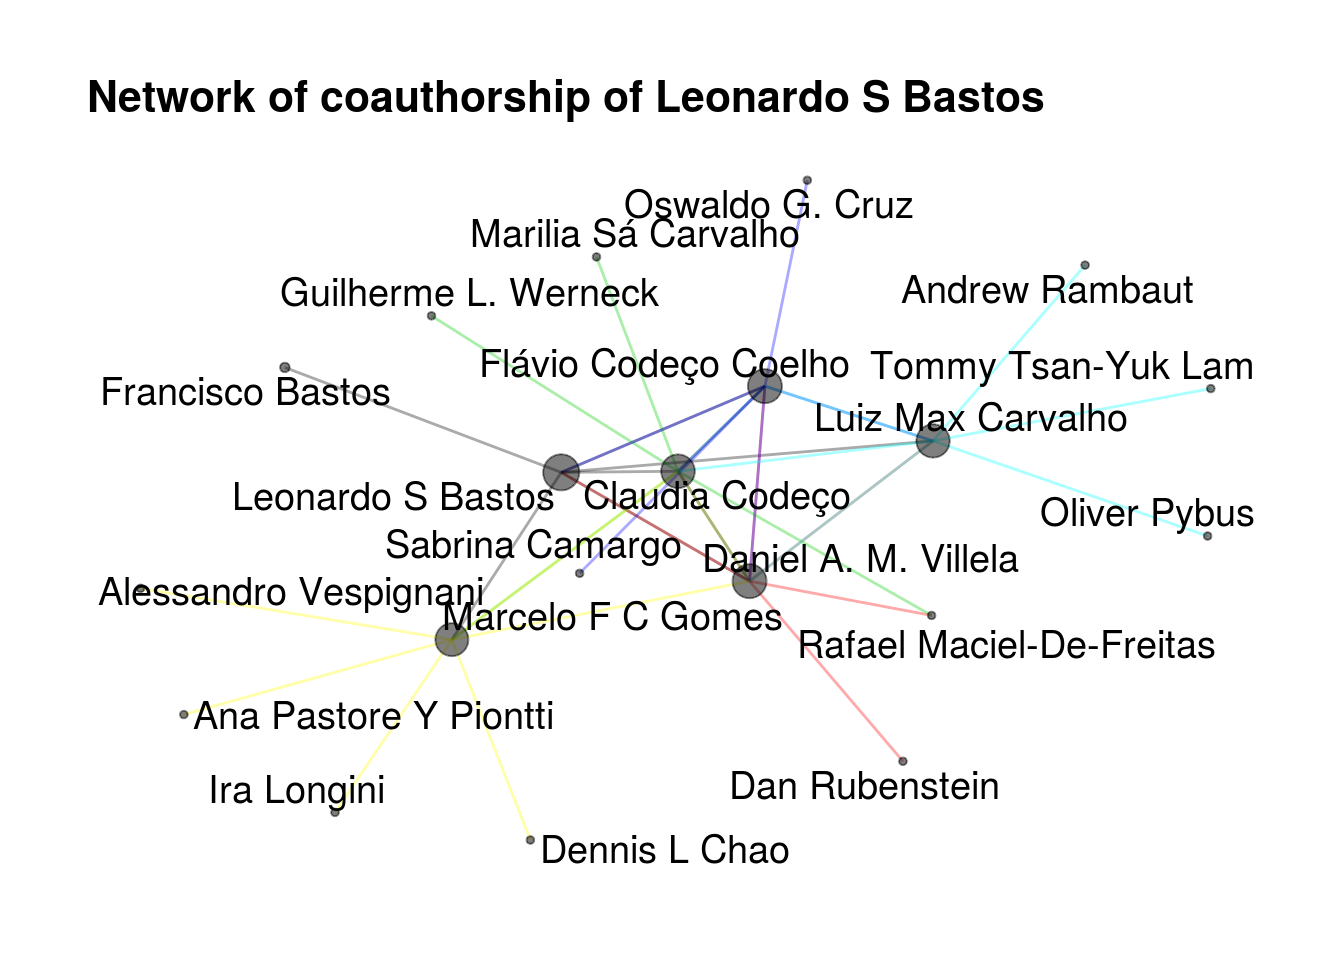 Network of coauthorship of Leonardo S Bastos
Oswaldo G. Cruz
Marilia Sá Carvalho
Guilherme L. Werneck
Andrew Rambaut
Flávio Codeço Coelho
Tommy Tsan-Yuk Lam
Francisco Bastos
Luiz Max Carvalho
Leonardo S Bastos
Claudia Codeço
Oliver Pybus
Sabrina Camargo
Daniel A. M. Villela
Alessandro Vespignani
Marcelo F C Gomes
Rafael Maciel-De-Freitas
Ana Pastore Y Piontti
Ira Longini
Dan Rubenstein
Dennis L Chao